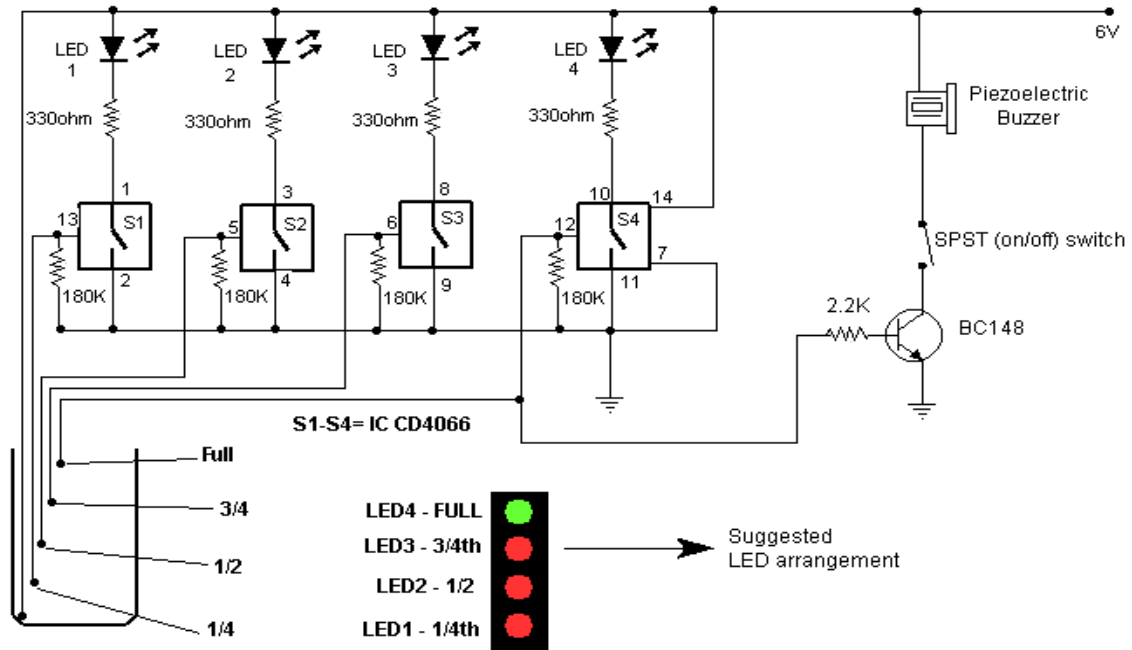 6V
LED
1
LED
2
LED
3
LED
4
Piezoelectric
Buzzer
330ohm
330ohm
330ohm
330ohm
1
3
8
10
14
13
S1
5
S2
6
S3
12
S4
7
2
4
9
11
SPST (on/off) switch
180K
180K
180K
180K
2.2K
BC148
S1-S4= IC CD4066
Full
3/4
1/2
1/4
LED4 - FULL
LED3 - 3/4th
LED2 - 1/2
LED1 - 1/4th
Suggested
LED arrangement